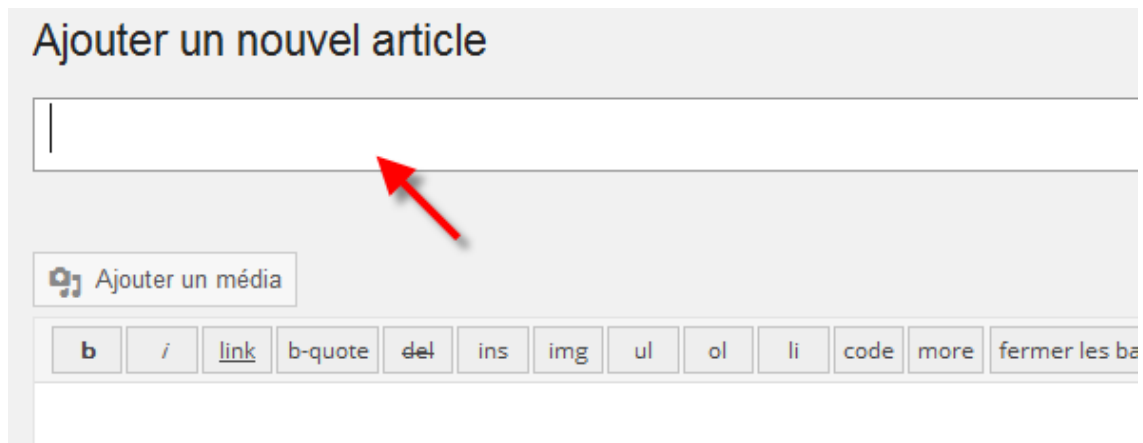 Ajouter un nouvel article
Ajouter un média
b i link b-quote del ins img ul ol li code more fermer les ba